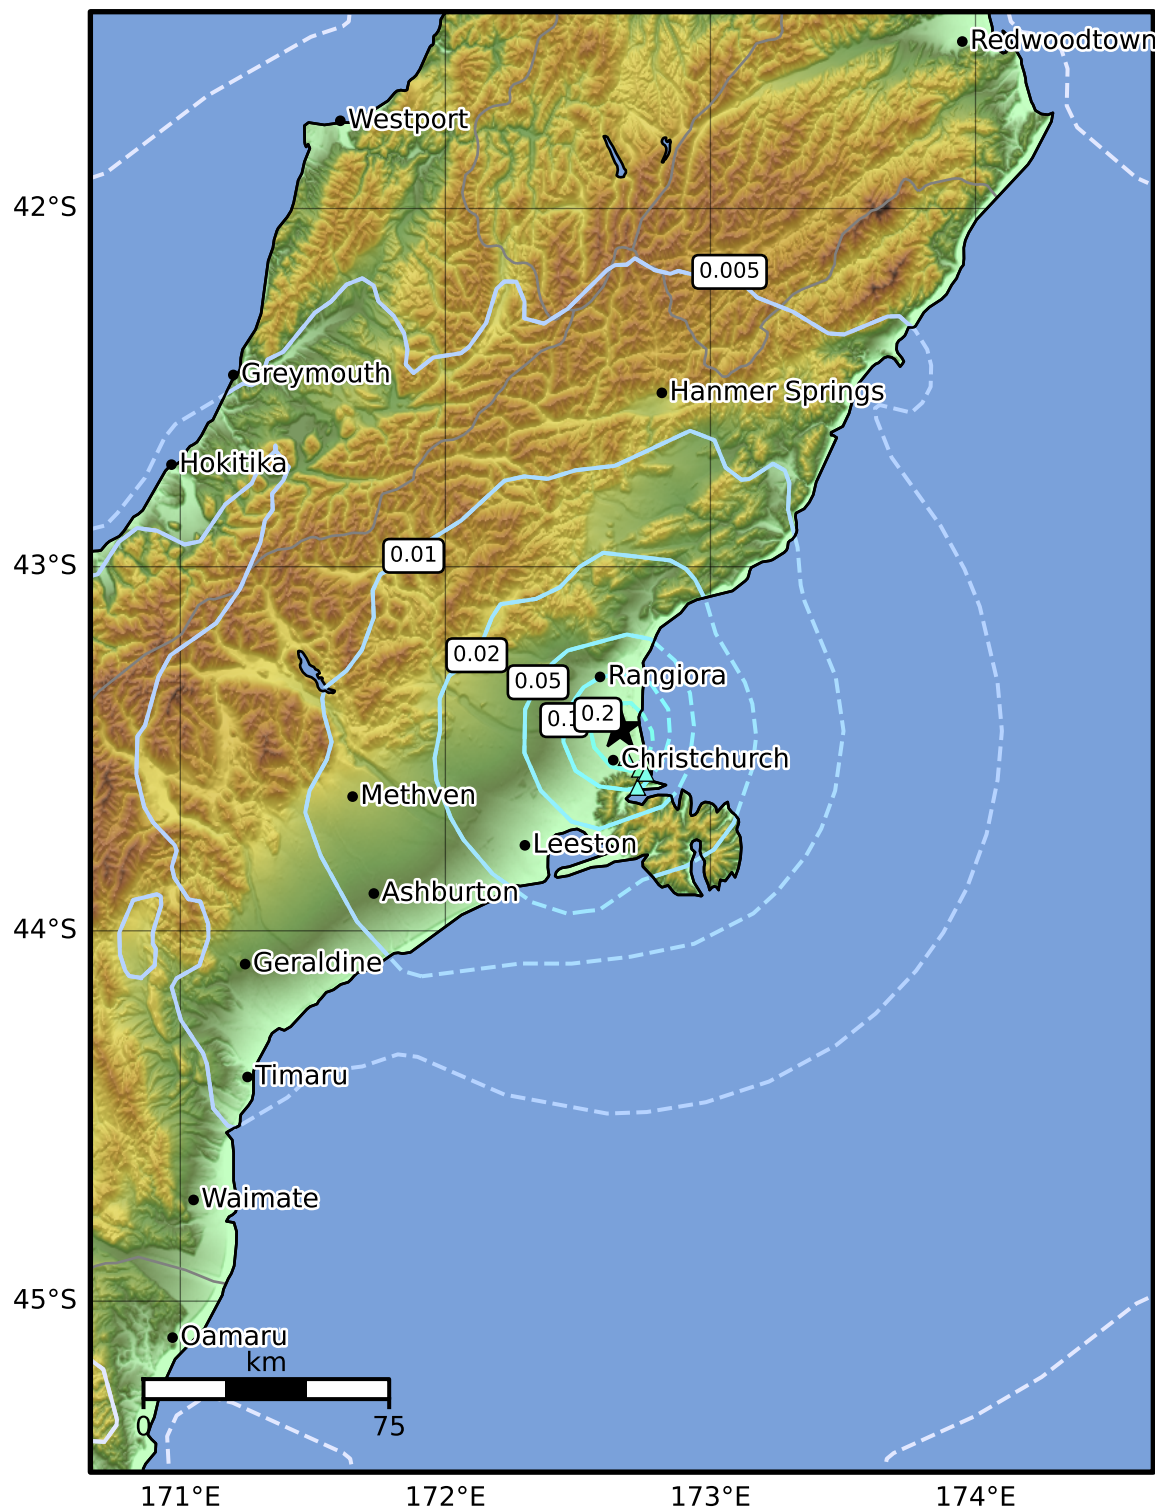 Redwoodtown
Westport
42°S
0.005
Greymouth
Hanmer Springs
Hokitika
0.01
43°S
0.02
Rangiora
0.05
0.2
Christchurch
Methven
Leeston
Ashburton
44°S
Geraldine
Timaru
Waimate
45°S
Oamaru
km
0
75
171°E
172°E
173°E
174°E